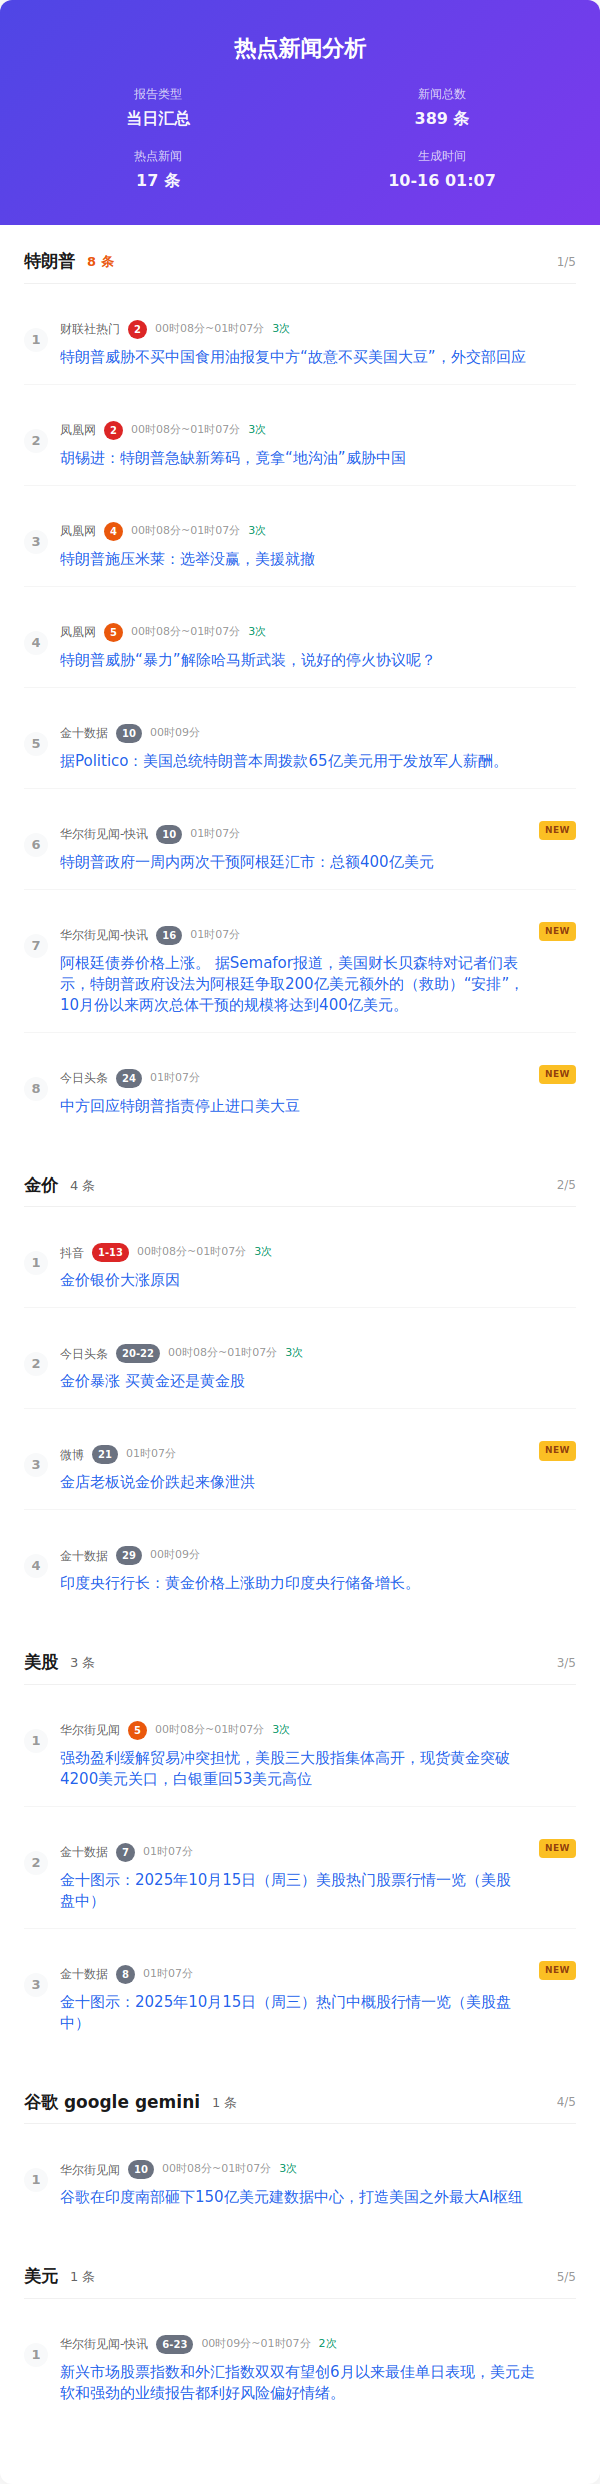 热点新闻分析
报告类型
新闻总数
当日汇总
389 条
热点新闻
生成时间
17 条
10-16 01:07
特朗普 8 条 1/5
1
财联社热门 2 00时08分~01时07分 3次
特朗普威胁不买中国食用油报复中方“故意不买美国大豆”，外交部回应
2
凤凰网 2 00时08分~01时07分 3次
胡锡进：特朗普急缺新筹码，竟拿“地沟油”威胁中国
3
凤凰网 4 00时08分~01时07分 3次
特朗普施压米莱：选举没赢，美援就撤
4
凤凰网 5 00时08分~01时07分 3次
特朗普威胁“暴力”解除哈马斯武装，说好的停火协议呢？
5
金十数据 10 00时09分
据Politico：美国总统特朗普本周拨款65亿美元用于发放军人薪酬。
6
华尔街见闻-快讯 10 01时07分 NEW
特朗普政府一周内两次干预阿根廷汇市：总额400亿美元
7
华尔街见闻-快讯 16 01时07分 NEW
阿根廷债券价格上涨。 据Semafor报道，美国财长贝森特对记者们表
示，特朗普政府设法为阿根廷争取200亿美元额外的（救助）“安排”，
10月份以来两次总体干预的规模将达到400亿美元。
8
今日头条 24 01时07分 NEW
中方回应特朗普指责停止进口美大豆
金价 4 条 2/5
1
抖音 1-13 00时08分~01时07分 3次
金价银价大涨原因
2
今日头条 20-22 00时08分~01时07分 3次
金价暴涨 买黄金还是黄金股
3
微博 21 01时07分 NEW
金店老板说金价跌起来像泄洪
4
金十数据 29 00时09分
印度央行行长：黄金价格上涨助力印度央行储备增长。
美股 3 条 3/5
1
华尔街见闻 5 00时08分~01时07分 3次
强劲盈利缓解贸易冲突担忧，美股三大股指集体高开，现货黄金突破
4200美元关口，白银重回53美元高位
2
金十数据 7 01时07分 NEW
金十图示：2025年10月15日（周三）美股热门股票行情一览（美股
盘中）
3
金十数据 8 01时07分 NEW
金十图示：2025年10月15日（周三）热门中概股行情一览（美股盘
中）
谷歌 google gemini 1 条 4/5
1
华尔街见闻 10 00时08分~01时07分 3次
谷歌在印度南部砸下150亿美元建数据中心，打造美国之外最大AI枢纽
美元 1 条 5/5
1
华尔街见闻-快讯 6-23 00时09分~01时07分 2次
新兴市场股票指数和外汇指数双双有望创6月以来最佳单日表现，美元走
软和强劲的业绩报告都利好风险偏好情绪。